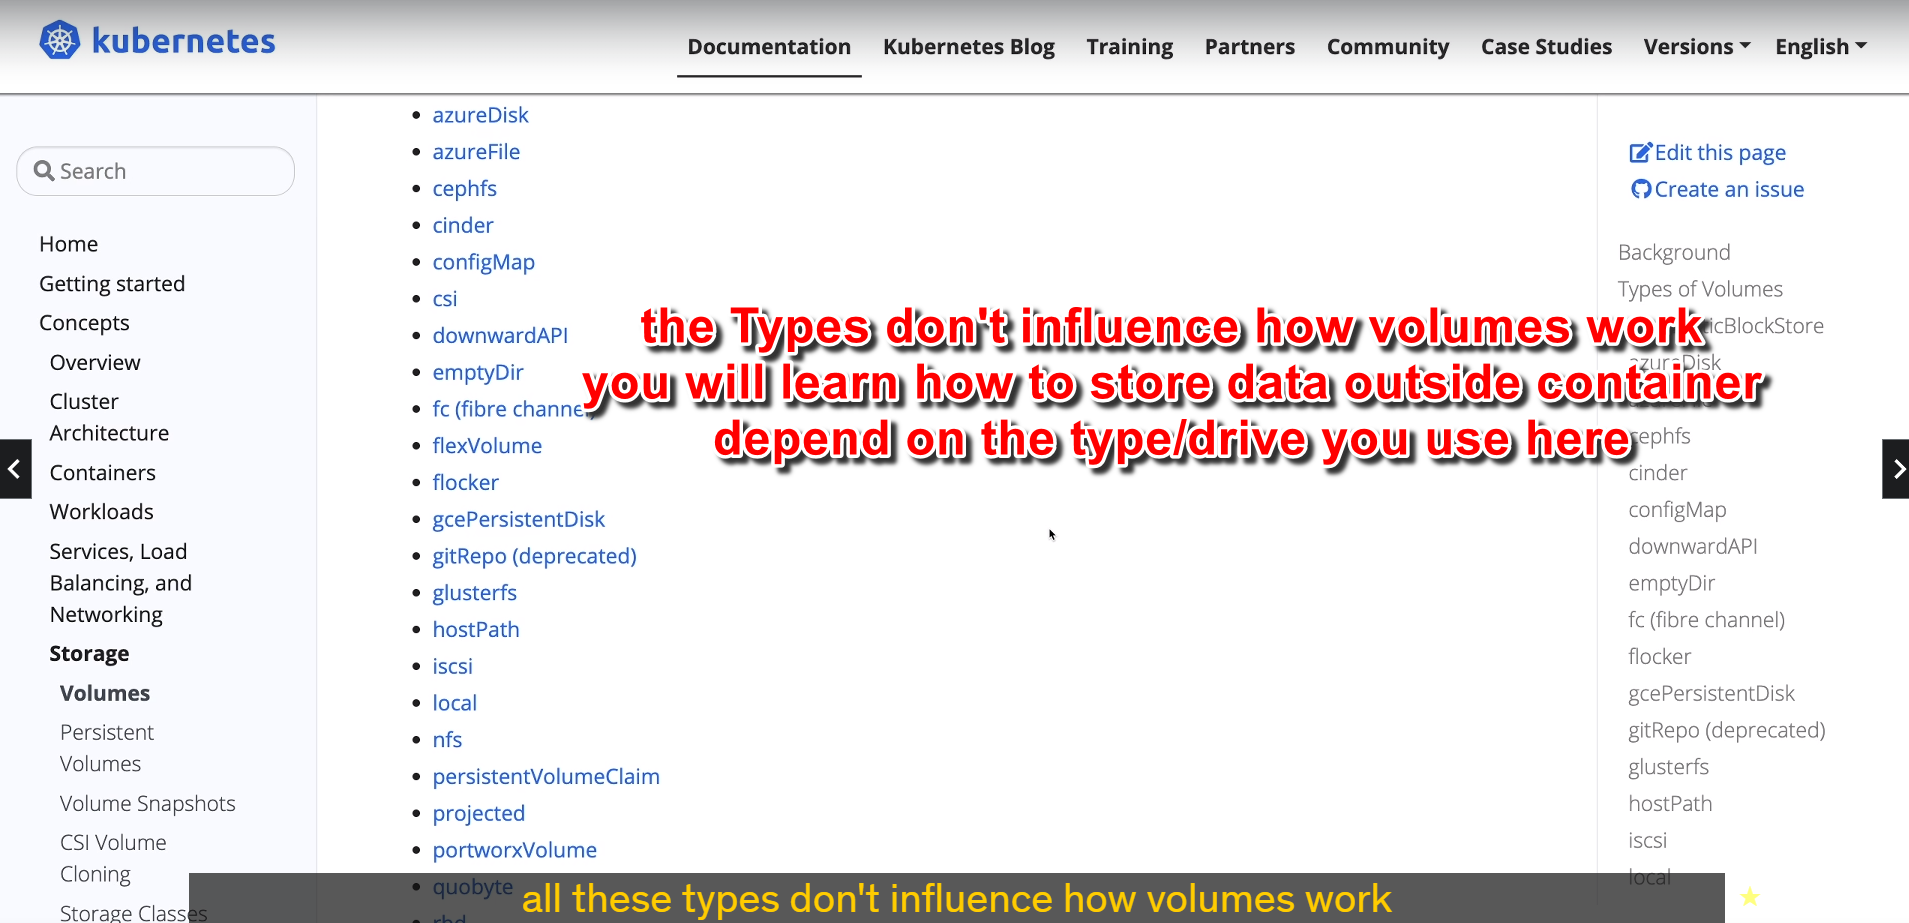 kubernetes
Documentation
Kubernetes Blog
Training
Partners
Community
Case Studies
Versions
English
Search
Home
Getting started
Concepts
Overview
Cluster
Architecture
Containers
Workloads
Services, Load
Balancing, and
Networking
Storage
Volumes
Persistent
Volumes
Volume Snapshots
CSI Volume
Cloning
Storage Classes
azureDisk
azureFile
cephfs
cinder
configMap
csi
downwardAPI
emptyDir
fc (fibre channel)
flexVolume
flocker
gcePersistentDisk
gitRepo (deprecated)
glusterfs
hostPath
iscsi
local
nfs
persistentVolumeClaim
projected
portworxVolume
quobyte
rbd
the Types don't influence how volumes work
you will learn how to store data outside container
depend on the type/drive you use here
Edit this page
Create an issue
Background
Types of Volumes
azureDisk
cephfs
cinder
configMap
downwardAPI
emptyDir
fc (fibre channel)
flocker
gcePersistentDisk
gitRepo (deprecated)
glusterfs
hostPath
iscsi
local
all these types don't influence how volumes work